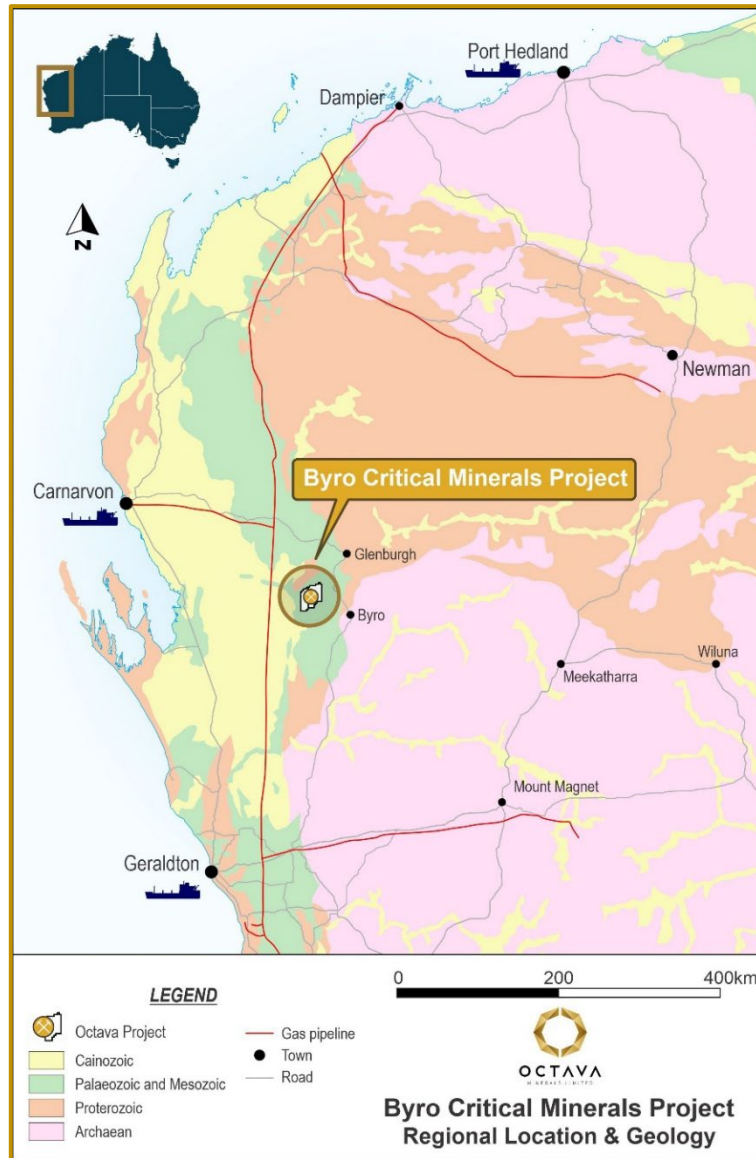 Port Hedland
Dampier
N
Newman
Byro Critical Minerals Project
Carnarvon
Glenburgh
Byro
Wiluna
Meekatharra
Mount Magnet
Geraldton
LEGEND
Octava Project
Cainozoic
Palaeozoic and Mesozoic
Proterozoic
Archaean
Gas pipeline
Town
Road
0 200 400km
OCTAVA
MINERALS LIMITED
Byro Critical Minerals Project
Regional Location & Geology